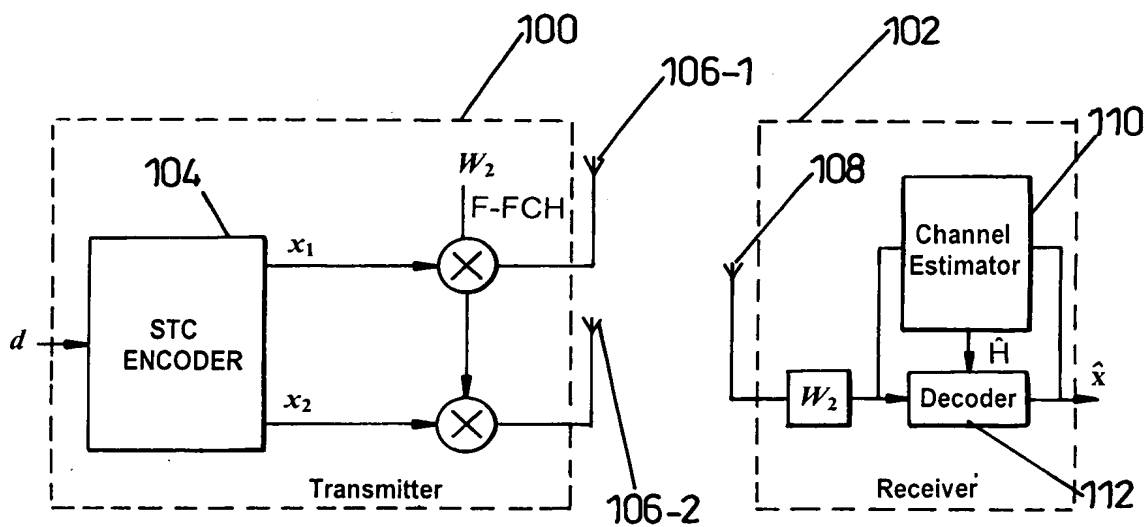 100
102
106-1
110
104
W₂
108
F-FCH
x₁
Channel
Estimator
d
STC
ENCODER
Ĥ
x̂
x₂
W₂
Decoder
Transmitter
Receiver
106-2
112